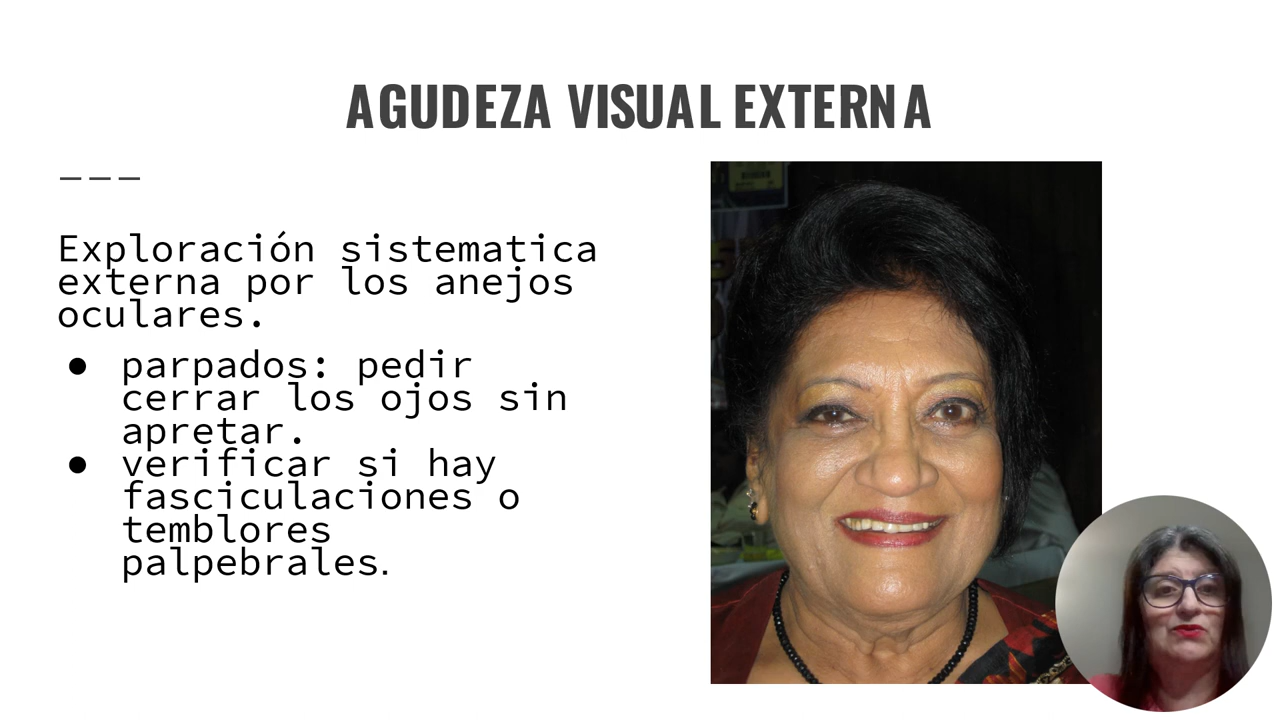 AGUDEZA VISUAL EXTERNA
Exploración sistematica
externa por los anejos
oculares.
● parpados: pedir
cerrar los ojos sin
apretar.
● verificar si hay
fasciculaciones o
temblores
palpebrales.